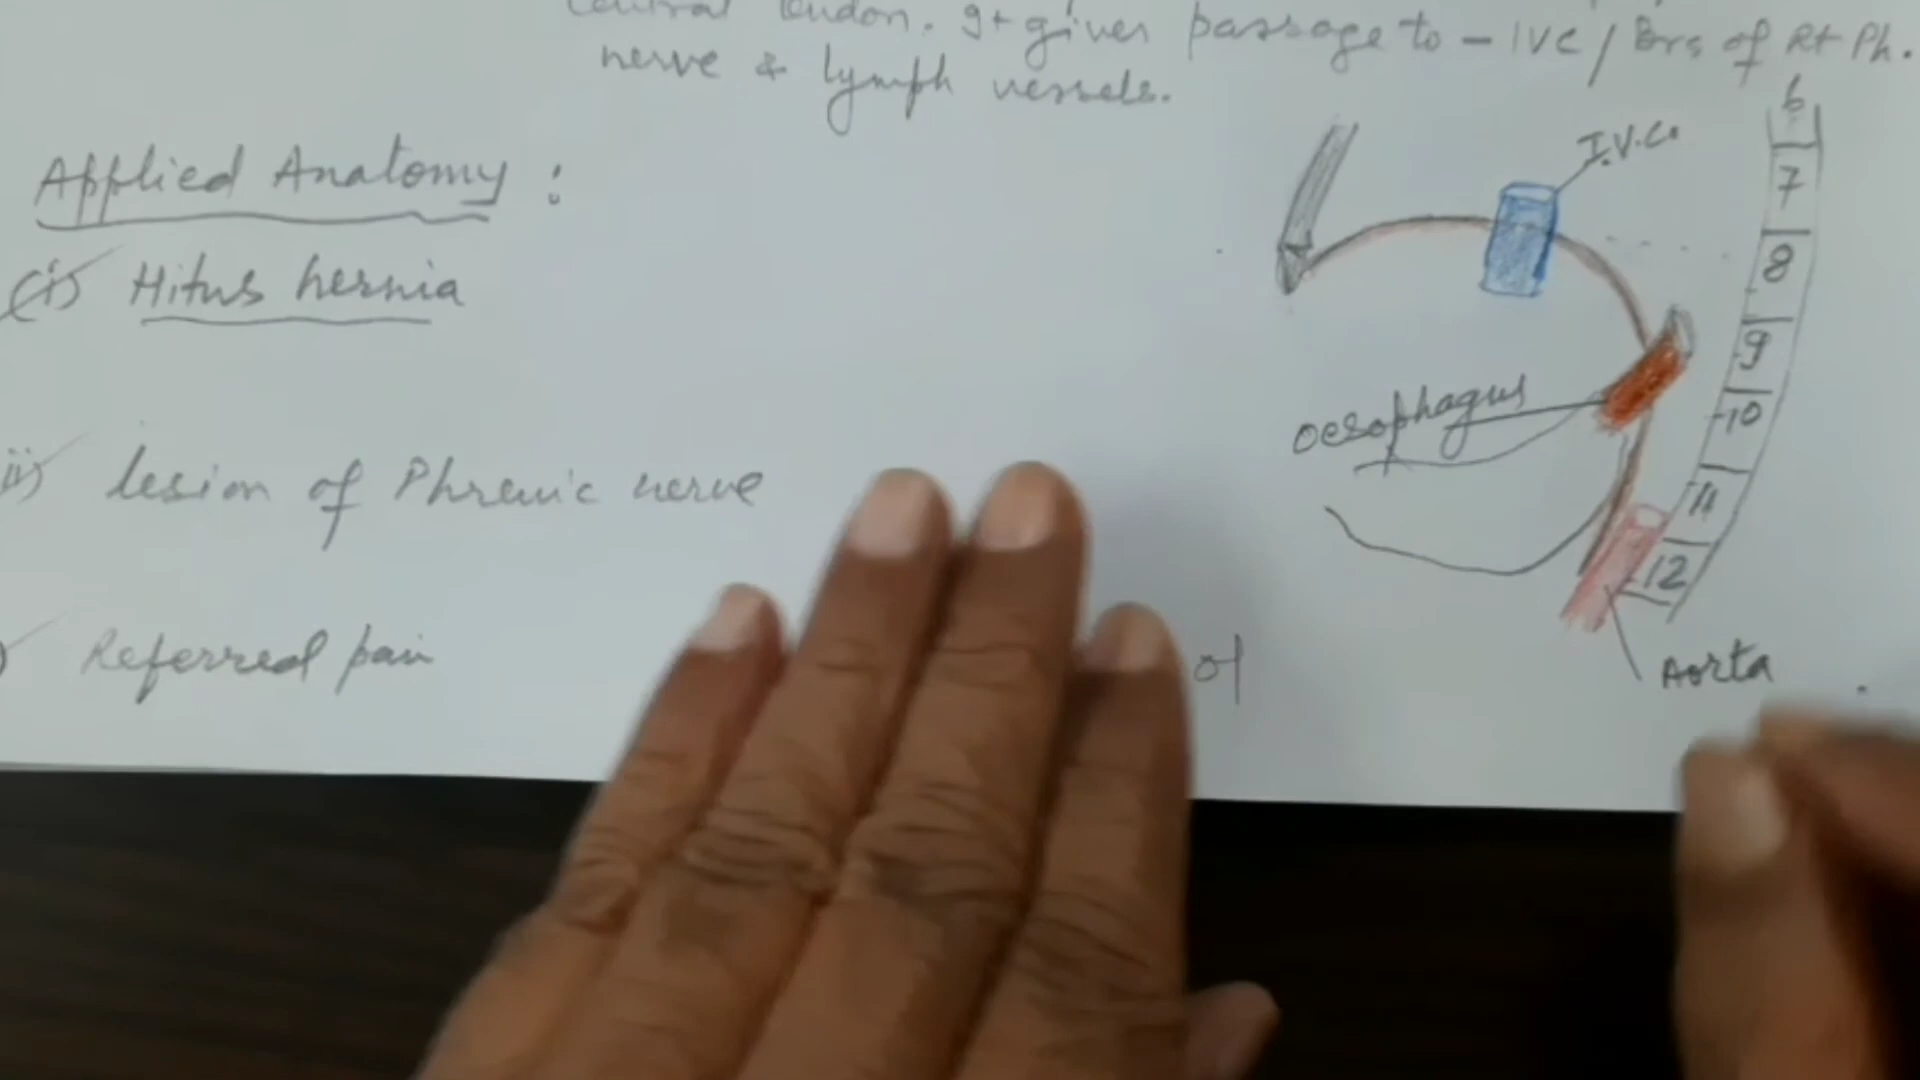 central tendon. It gives passage to - IVC / Brs of Rt Ph.
nerve & lymph vessels.
Applied Anatomy :
(i) Hitus hernia
ii) lesion of Phrenic nerve
) Referred pain
of
I.V.C.
Oesophagus
Aorta
6
7
8
9
10
11
12